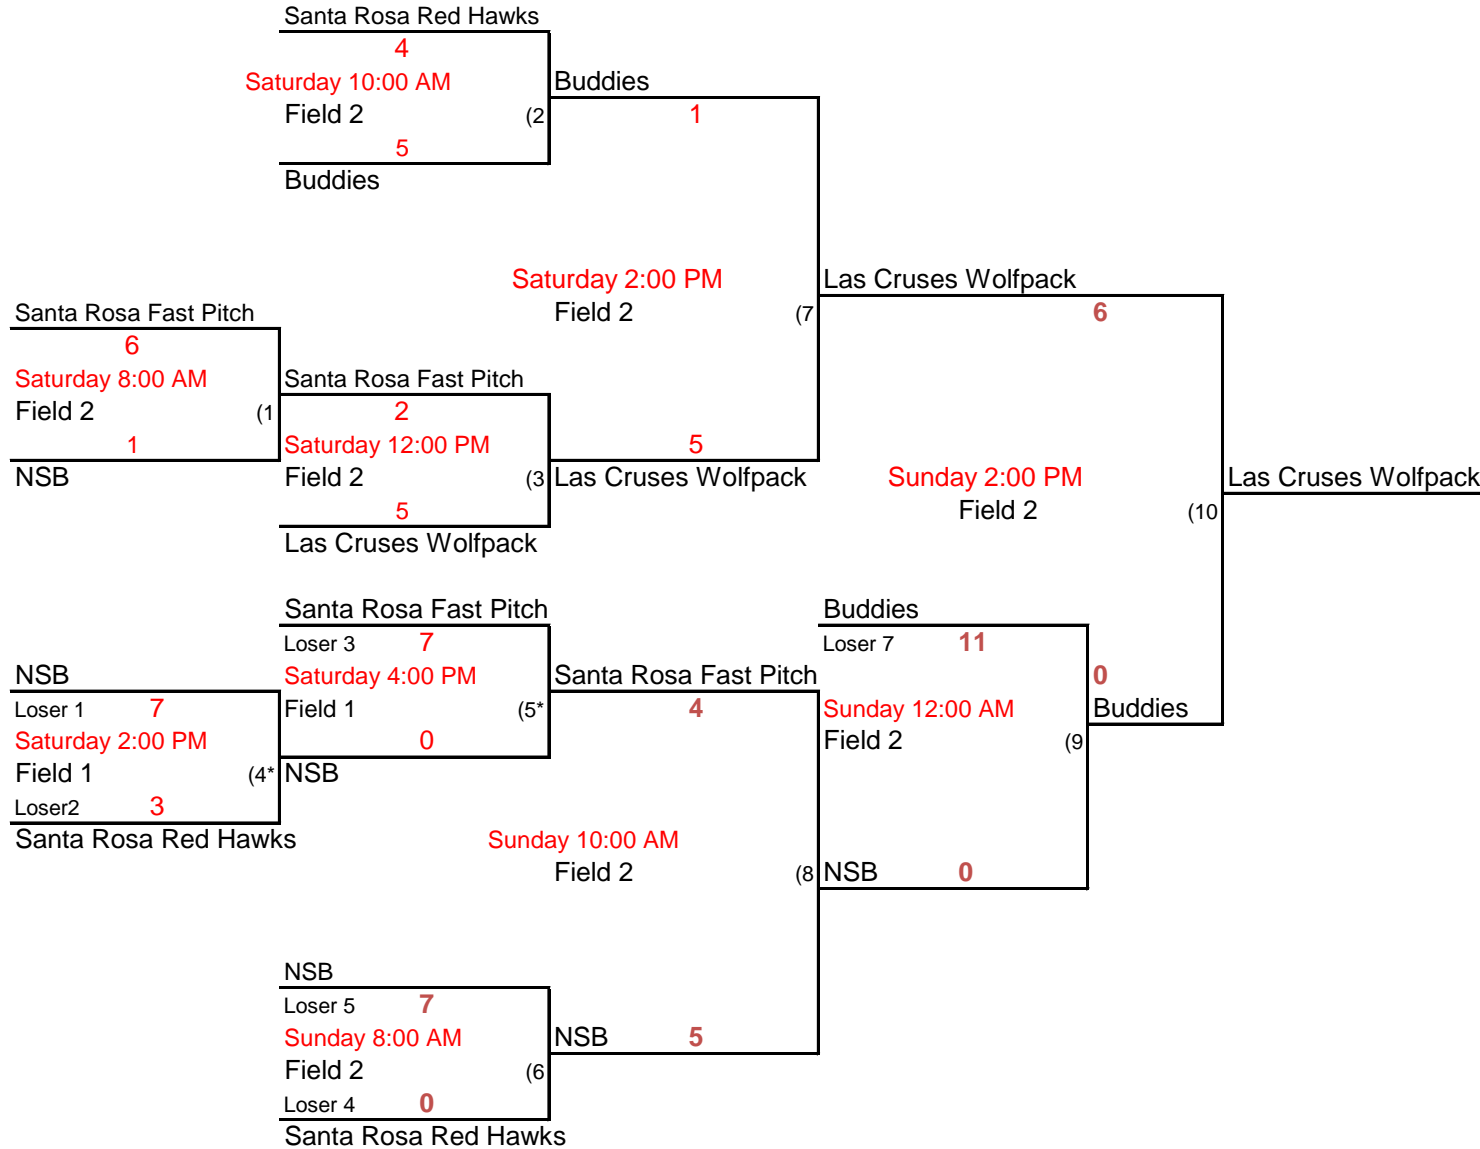 Santa Rosa Red Hawks
4
Saturday 10:00 AM
Buddies
Field 2
(2
1
5
Buddies
Saturday 2:00 PM
Las Cruses Wolfpack
Santa Rosa Fast Pitch
Field 2
(7
6
6
Saturday 8:00 AM
Santa Rosa Fast Pitch
Field 2
(1
2
1
Saturday 12:00 PM
5
NSB
Field 2
(3
Las Cruses Wolfpack
Sunday 2:00 PM
Las Cruses Wolfpack
5
Field 2
(10
Las Cruses Wolfpack
Santa Rosa Fast Pitch
Buddies
Loser 3
7
Loser 7
11
NSB
Saturday 4:00 PM
Santa Rosa Fast Pitch
0
Loser 1
7
Field 1
(5*
4
Sunday 12:00 AM
Buddies
Saturday 2:00 PM
0
Field 2
(9
Field 1
(4*
NSB
Loser2
3
Santa Rosa Red Hawks
Sunday 10:00 AM
Field 2
(8
NSB
0
NSB
Loser 5
7
Sunday 8:00 AM
NSB
5
Field 2
(6
Loser 4
0
Santa Rosa Red Hawks